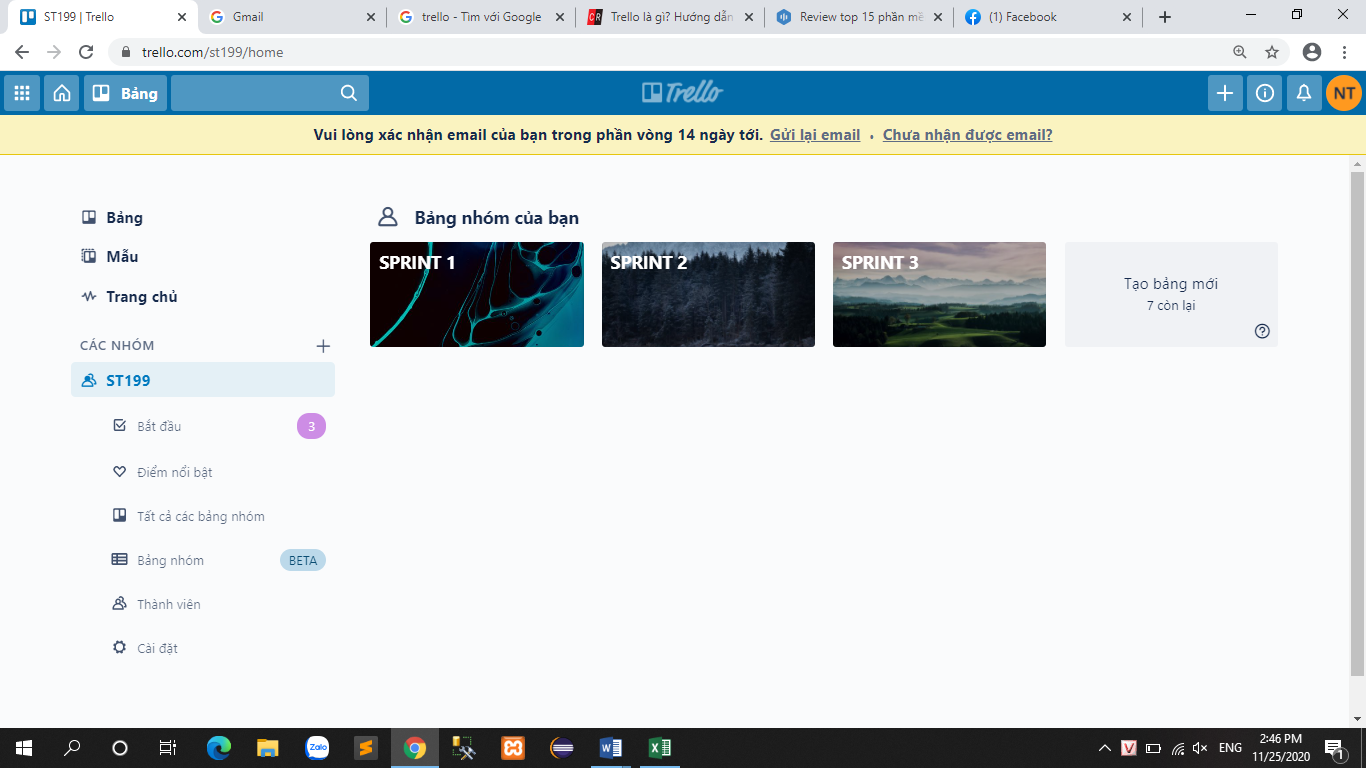 ST199 | Trello
Gmail
trello - Tìm với Google
Trello là gì? Hướng dẫn
Review top 15 phần mề
(1) Facebook
trello.com/st199/home
Bảng
Trello
NT
Vui lòng xác nhận email của bạn trong phần vòng 14 ngày tới. Gửi lại email • Chưa nhận được email?
Bảng
Mẫu
Trang chủ
CÁC NHÓM
ST199
Bắt đầu
3
Điểm nổi bật
Tất cả các bảng nhóm
Bảng nhóm
BETA
Thành viên
Cài đặt
Bảng nhóm của bạn
SPRINT 1
SPRINT 2
SPRINT 3
Tạo bảng mới
7 còn lại
Zalo
ENG
2:46 PM
11/25/2020
1